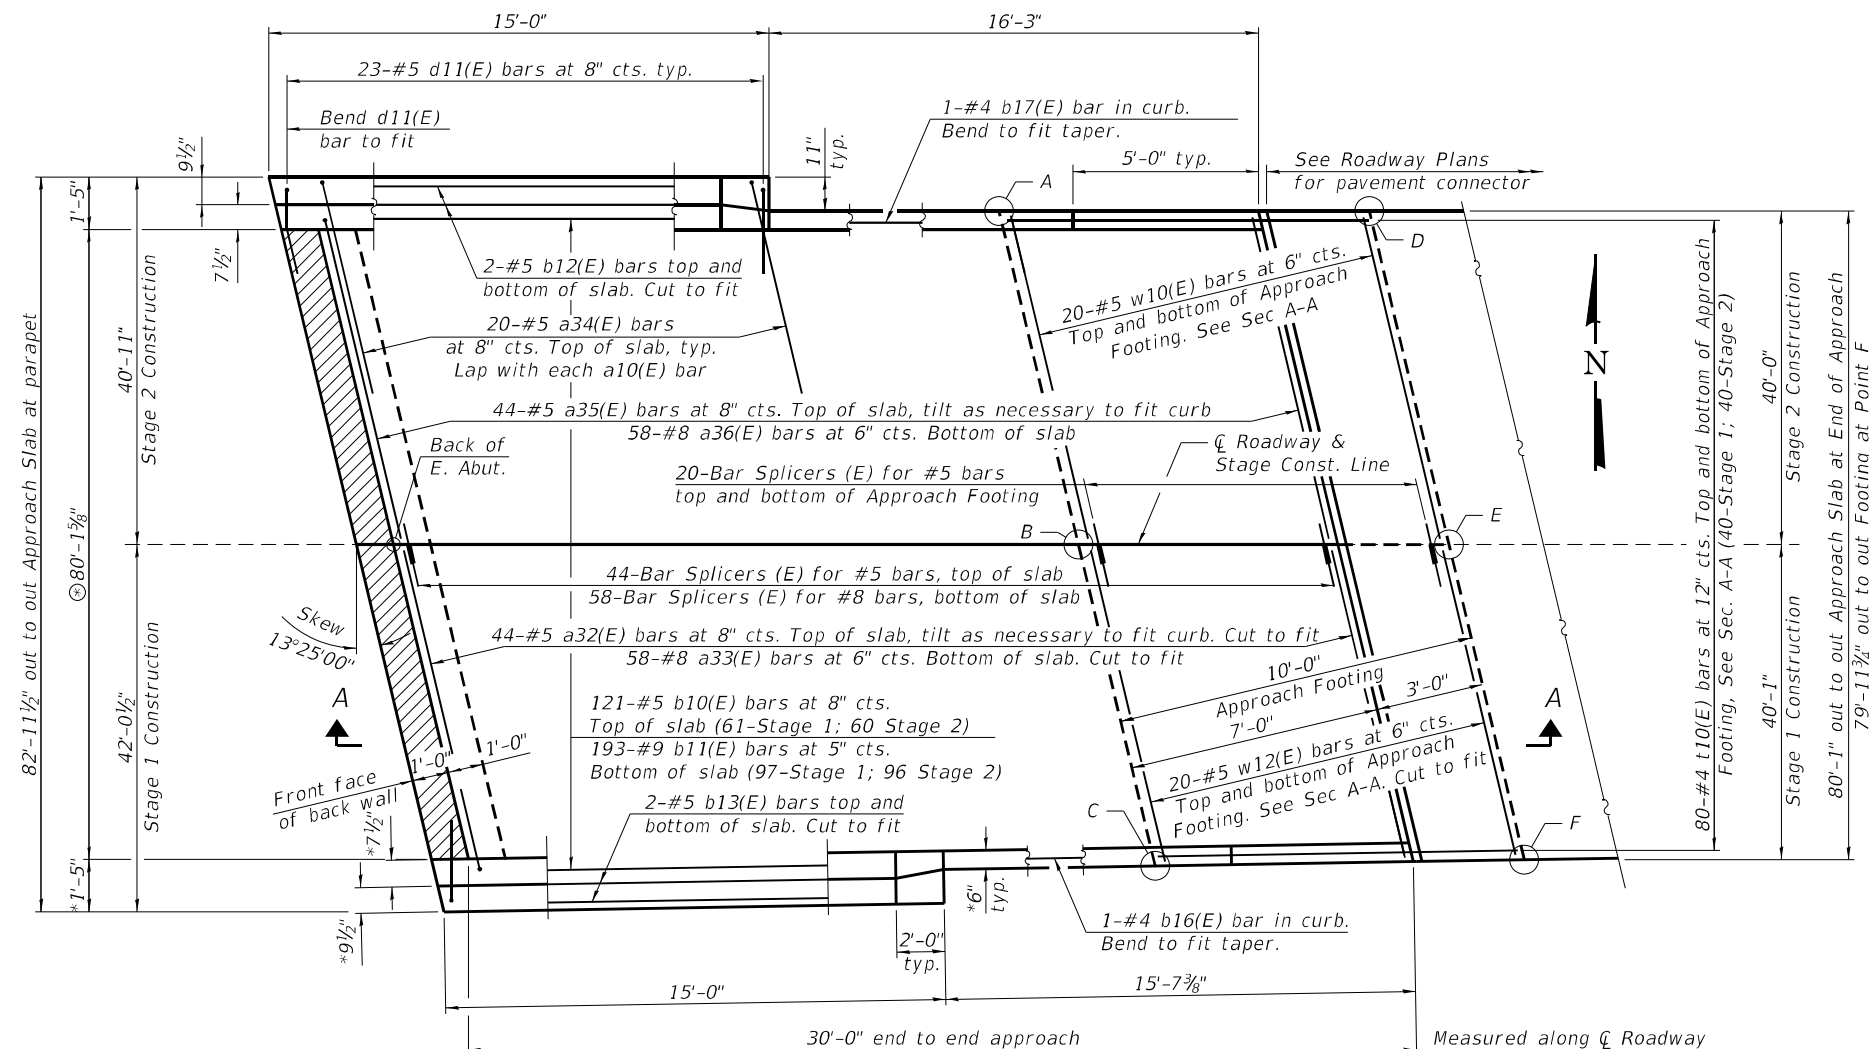 15'-0"
16'-3"
23-#5 d11(E) bars at 8" cts. typ.
Bend d11(E)
bar to fit
1-#4 b17(E) bar in curb.
Bend to fit taper.
9½"
11"
typ.
5'-0" typ.
See Roadway Plans
for pavement connector
A
D
1'-5"
7½"
2-#5 b12(E) bars top and
bottom of slab. Cut to fit
20-#5 w10(E) bars at 6" cts.
Top and bottom of Approach
Footing. See Sec A-A
20-#5 a34(E) bars
at 8" cts. Top of slab, typ.
Lap with each a10(E) bar
44-#5 a35(E) bars at 8" cts. Top of slab, tilt as necessary to fit curb
58-#8 a36(E) bars at 6" cts. Bottom of slab
Back of
E. Abut.
℄ Roadway &
Stage Const. Line
20-Bar Splicers (E) for #5 bars
top and bottom of Approach Footing
N
B
E
82'-11½" out to out Approach Slab at parapet
⊛80'-1⅝"
40'-11"
Stage 2 Construction
42'-0½"
Stage 1 Construction
44-Bar Splicers (E) for #5 bars, top of slab
58-Bar Splicers (E) for #8 bars, bottom of slab
Skew
13°25'00"
44-#5 a32(E) bars at 8" cts. Top of slab, tilt as necessary to fit curb. Cut to fit
58-#8 a33(E) bars at 6" cts. Bottom of slab. Cut to fit
10'-0"
Approach Footing
3'-0"
7'-0"
A
A
121-#5 b10(E) bars at 8" cts.
Top of slab (61-Stage 1; 60 Stage 2)
193-#9 b11(E) bars at 5" cts.
Bottom of slab (97-Stage 1; 96 Stage 2)
20-#5 w12(E) bars at 6" cts.
Top and bottom of Approach
Footing. See Sec A-A. Cut to fit
1'-0"
1'-0"
Front face
of back wall
2-#5 b13(E) bars top and
bottom of slab. Cut to fit
C
F
*7½"
*1'-5"
*9½"
*6"
typ.
1-#4 b16(E) bar in curb.
Bend to fit taper.
2'-0"
typ.
15'-0"
15'-7⅜"
30'-0" end to end approach
Measured along ℄ Roadway
80-#4 t10(E) bars at 12" cts. Top and bottom of Approach
Footing, See Sec. A-A (40-Stage 1; 40-Stage 2)
40'-0"
Stage 2 Construction
40'-1"
Stage 1 Construction
80'-1" out to out Approach Slab at End of Approach
79'-11¾" out to out Footing at Point F